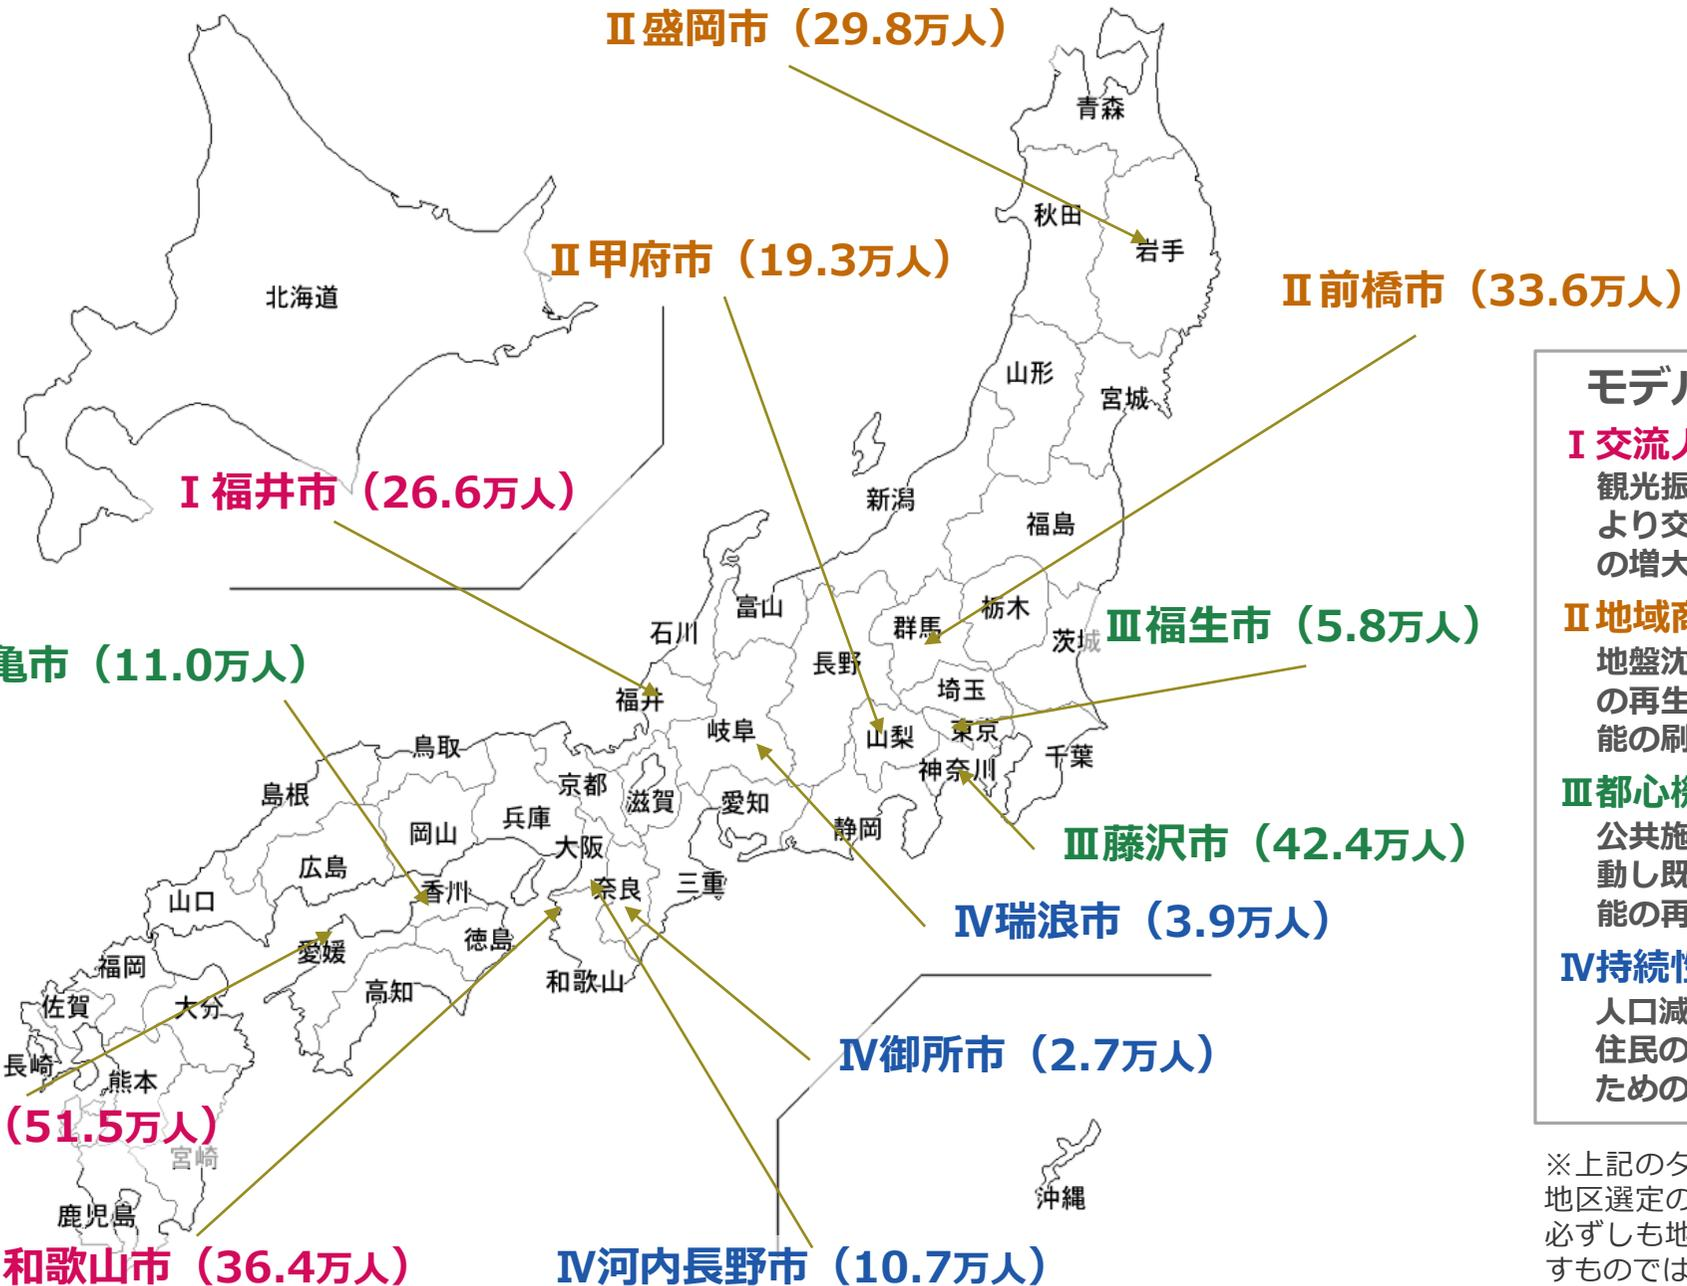 Ⅱ盛岡市（29.8万人）
青森
秋田
岩手
Ⅱ甲府市（19.3万人）
Ⅱ前橋市（33.6万人）
北海道
山形
宮城
Ⅰ福井市（26.6万人）
新潟
福島
富山
石川
群馬
栃木
茨城
Ⅲ福生市（5.8万人）
亀市（11.0万人）
長野
埼玉
福井
岐阜
山梨
東京
千葉
神奈川
鳥取
島根
京都
滋賀
愛知
兵庫
岡山
静岡
大阪
Ⅲ藤沢市（42.4万人）
広島
山口
香川
奈良
三重
Ⅳ瑞浪市（3.9万人）
徳島
愛媛
福岡
和歌山
高知
佐賀
大分
長崎
熊本
Ⅳ御所市（2.7万人）
（51.5万人）
宮崎
鹿児島
沖縄
和歌山市（36.4万人）
Ⅳ河内長野市（10.7万人）
モデ
Ⅰ交流
観光振
より交
の増大
Ⅱ地域商
地盤沈
の再生
能の刷
Ⅲ都心機
公共施
動し既
能の再
Ⅳ持続性
人口減
住民の
ための
※上記のタ
地区選定の
必ずしも地
すものでは